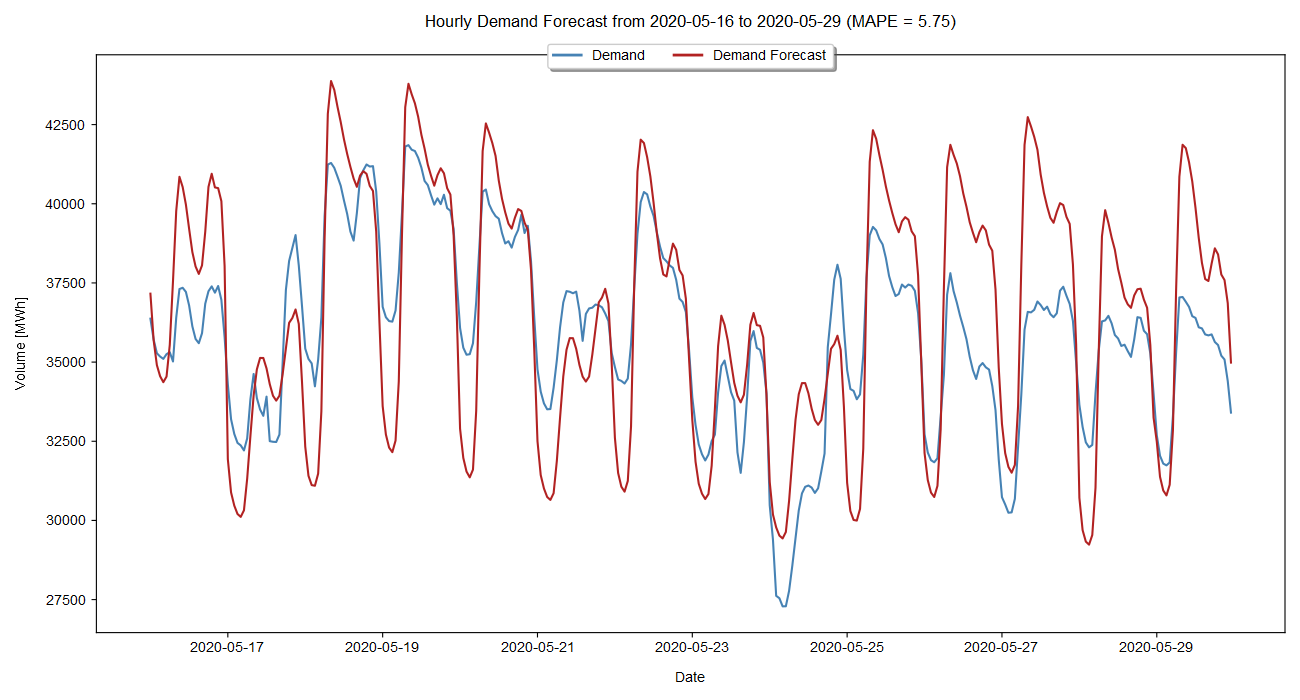 Hourly Demand Forecast from 2020-05-16 to 2020-05-29 (MAPE = 5.75)
Demand
Demand Forecast
Volume [MWh]
42500
40000
37500
35000
32500
30000
27500
2020-05-17
2020-05-19
2020-05-21
2020-05-23
2020-05-25
2020-05-27
2020-05-29
Date